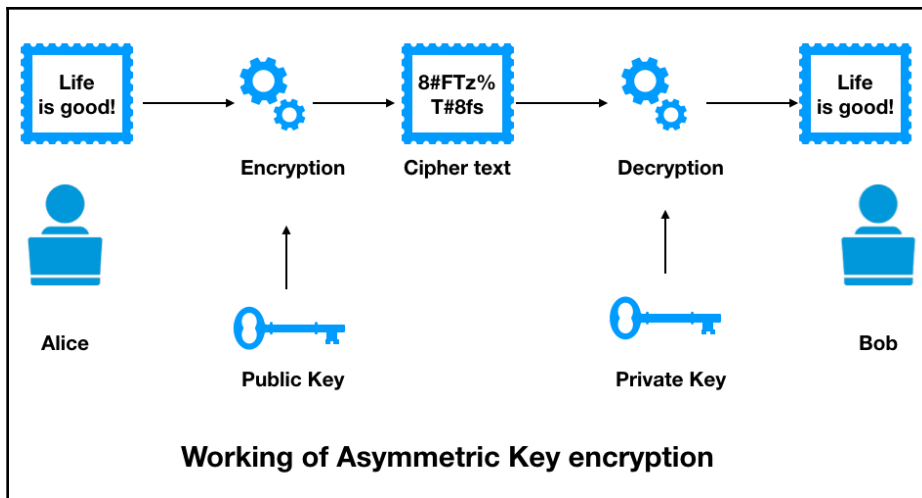 Life
is good!
8#FTz%
T#8fs
Life
is good!
Encryption
Cipher text
Decryption
Alice
Public Key
Private Key
Bob
Working of Asymmetric Key encryption